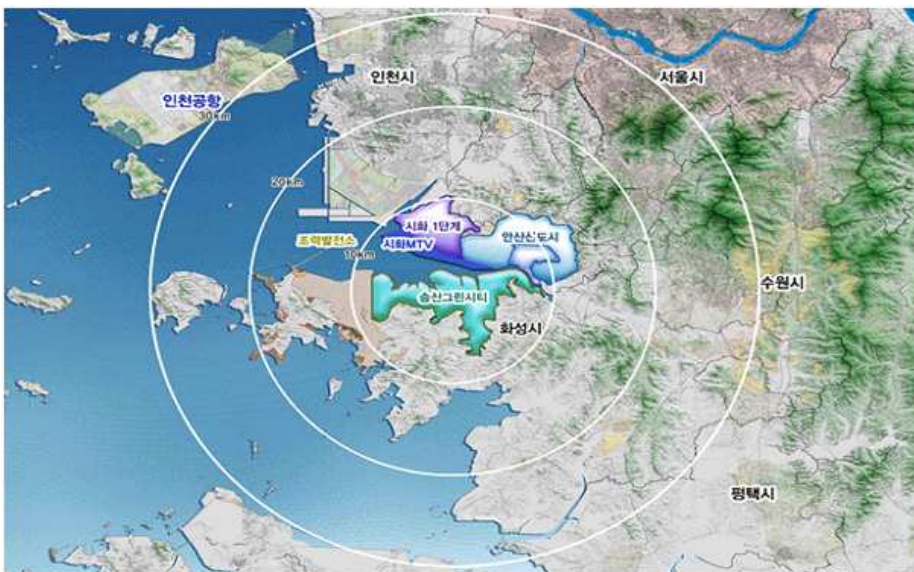 인천시
서울시
인천공항
30km
20km
시화 1단계
안산신도시
조력발전소
시화MTV
10km
수원시
송산그린시티
화성시
평택시